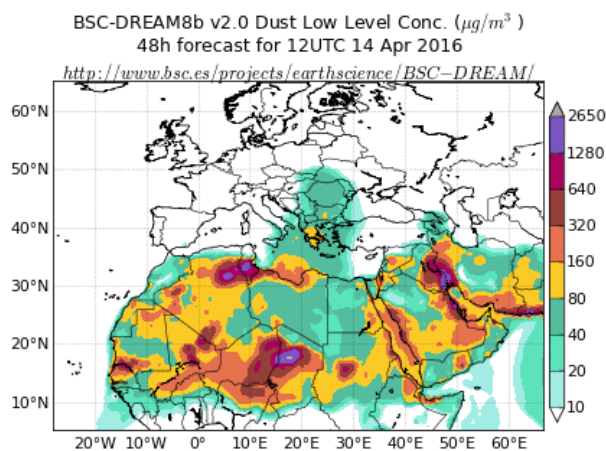 BSC-DREAM8b v2.0 Dust Low Level Conc. (μg/m³ )
48h forecast for 12UTC 14 Apr 2016
http://www.bsc.es/projects/earthscience/BSC−DREAM/
60°N
50°N
40°N
30°N
20°N
10°N
20°W 10°W 0° 10°E 20°E 30°E 40°E 50°E 60°E
2650
1280
640
320
160
80
40
20
10